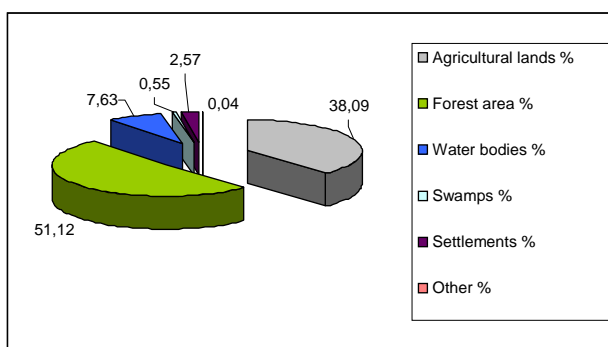 2,57
0,55
0,04
7,63
38,09
51,12
Agricultural lands %
Forest area %
Water bodies %
Swamps %
Settlements %
Other %